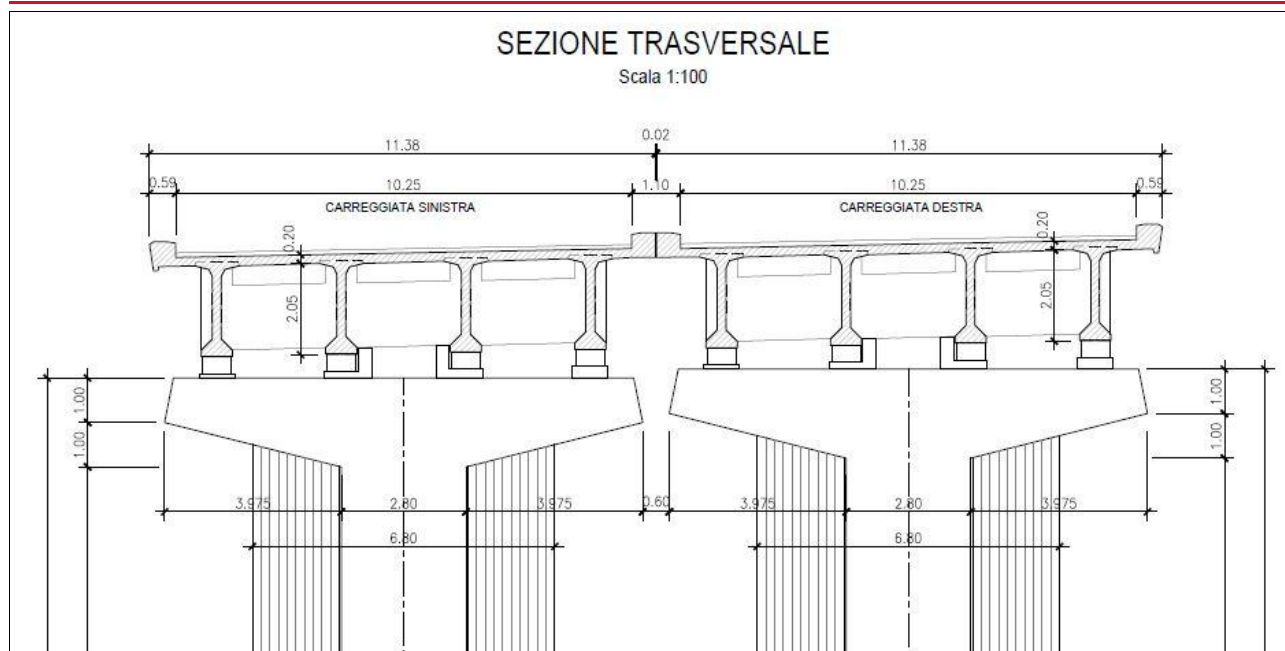 SEZIONE TRASVERSALE
Scala 1:100
0.02
11.38 11.38
0.59 10.25 1.10 10.25 0.59
CARREGGIATA SINISTRA CARREGGIATA DESTRA
0.20 0.20
2.05 2.05
1.00 1.00
1.00 1.00
3.975 2.80 3.975 0.60 3.975 2.80 3.975
6.80 6.80